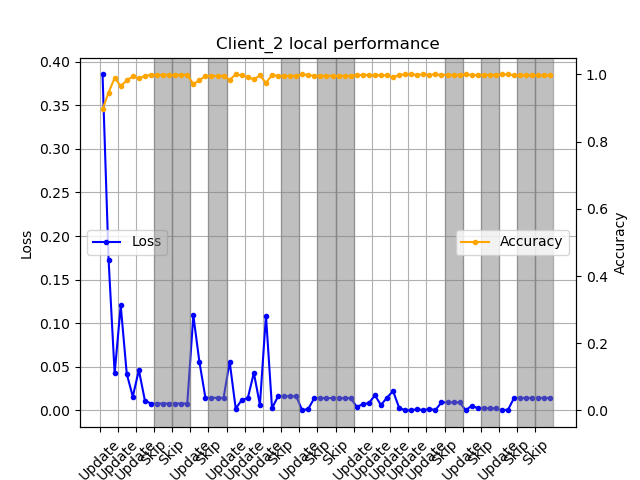 Client_2 local performance
0.40
0.35
0.30
0.25
0.20
0.15
0.10
0.05
0.00
Loss
Loss
Accuracy
1.0
0.8
0.6
0.4
0.2
0.0
Accuracy
Update
Update
Update
Skip
Skip
Update
Skip
Update
Update
Update
Skip
Update
Skip
Skip
Update
Update
Update
Update
Update
Skip
Update
Skip
Update
Skip
Skip